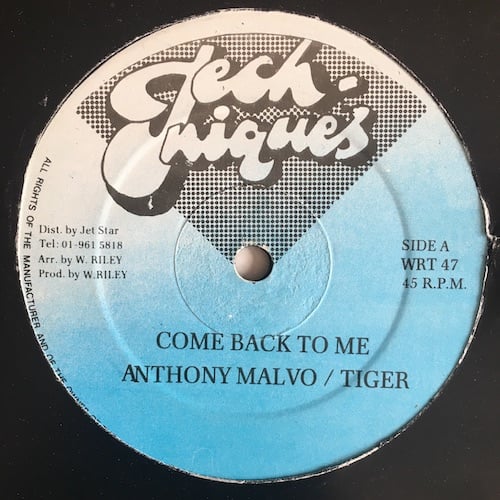 Tech-
niques
ALL RIGHTS OF THE MANUFACTURER AND OF THE
Dist. by Jet Star
Tel: 01-961 5818
Arr. by W. RILEY
Prod. by W. RILEY
SIDE A
WRT 47
45 R.P.M.
COME BACK TO ME
ANTHONY MALVO / TIGER